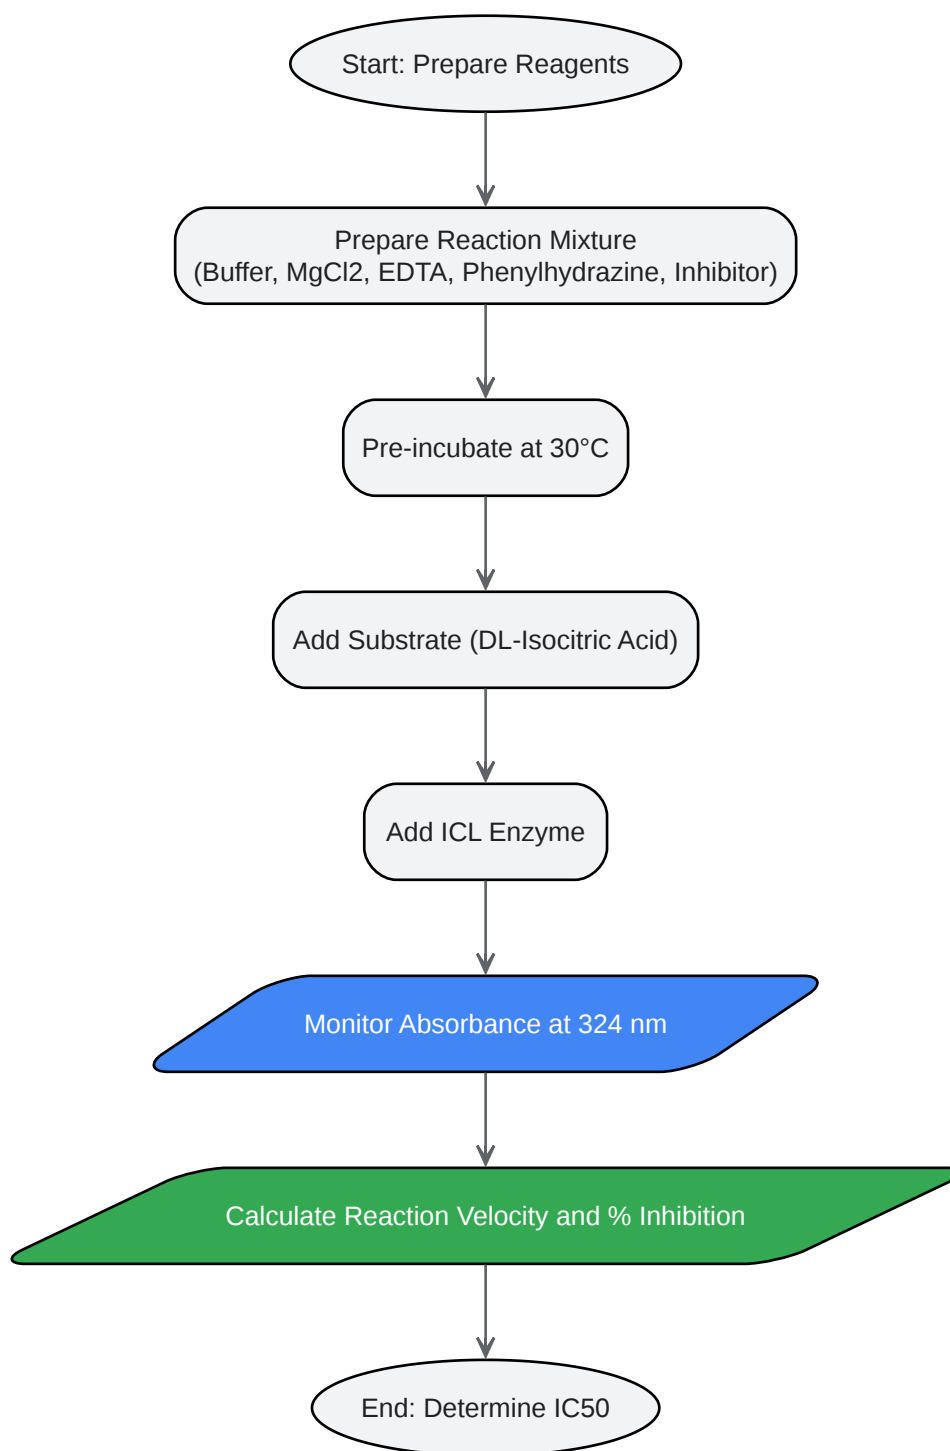 Start: Prepare Reagents
Prepare Reaction Mixture
(Buffer, MgCl2, EDTA, Phenylhydrazine, Inhibitor)
Pre-incubate at 30°C
Add Substrate (DL-Isocitric Acid)
Add ICL Enzyme
Monitor Absorbance at 324 nm
Calculate Reaction Velocity and % Inhibition
End: Determine IC50